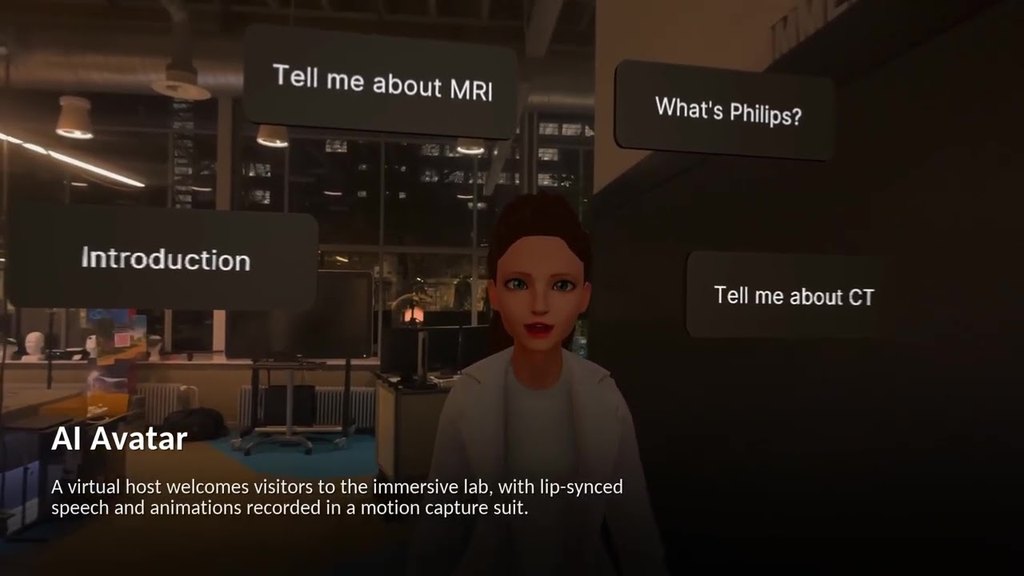 Tell me about MRI
What's Philips?
Introduction
Tell me about CT
AI Avatar
A virtual host welcomes visitors to the immersive lab, with lip-synced
speech and animations recorded in a motion capture suit.